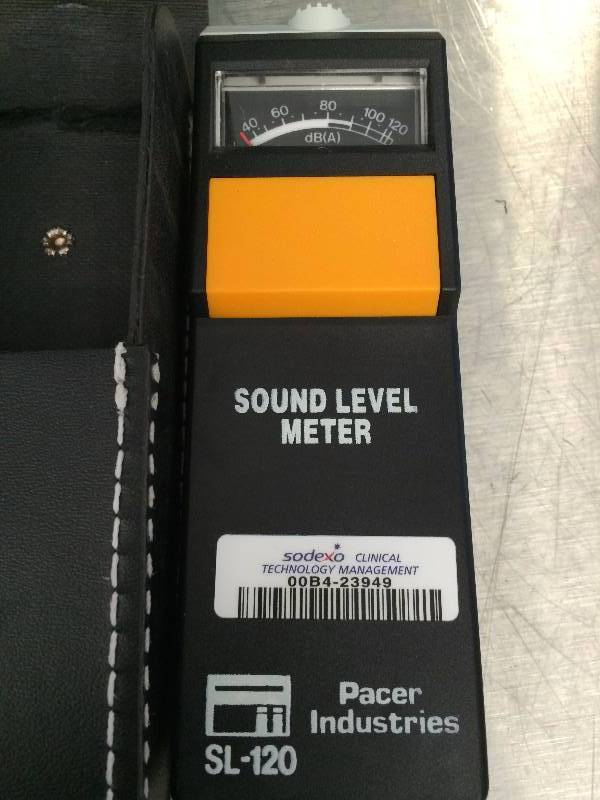 40 60 80 100 120
dB(A)
SOUND LEVEL
METER
sodexo CLINICAL
TECHNOLOGY MANAGEMENT
00B4-23949
Pacer
Industries
SL-120